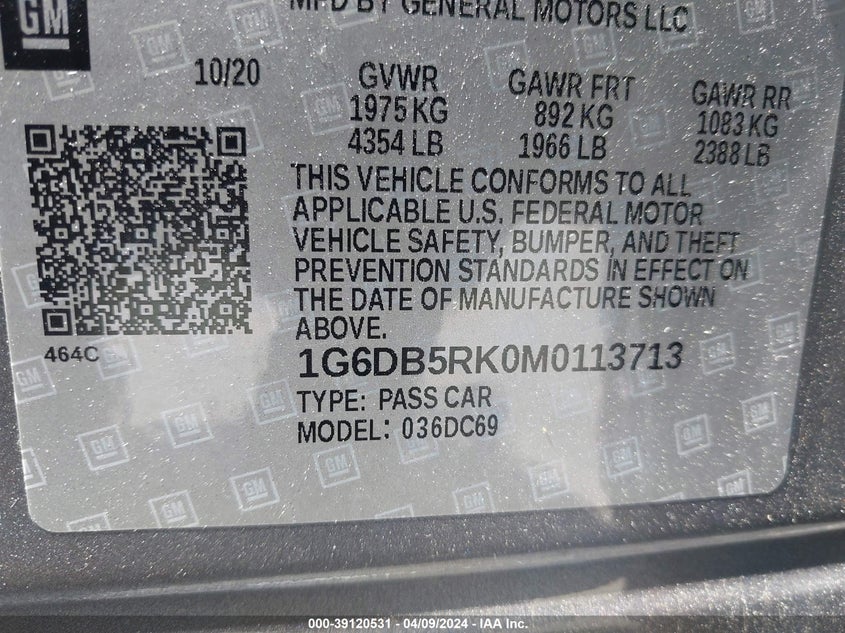 GM
MFD BY GENERAL MOTORS LLC
10/20
GVWR
1975 KG
4354 LB
GAWR FRT
892 KG
1966 LB
GAWR RR
1083 KG
2388 LB
THIS VEHICLE CONFORMS TO ALL
APPLICABLE U.S. FEDERAL MOTOR
VEHICLE SAFETY, BUMPER, AND THEFT
PREVENTION STANDARDS IN EFFECT ON
THE DATE OF MANUFACTURE SHOWN
ABOVE.
464C
1G6DB5RK0M0113713
TYPE: PASS CAR
MODEL: 036DC69
000-39120531 - 04/09/2024 - IAA Inc.